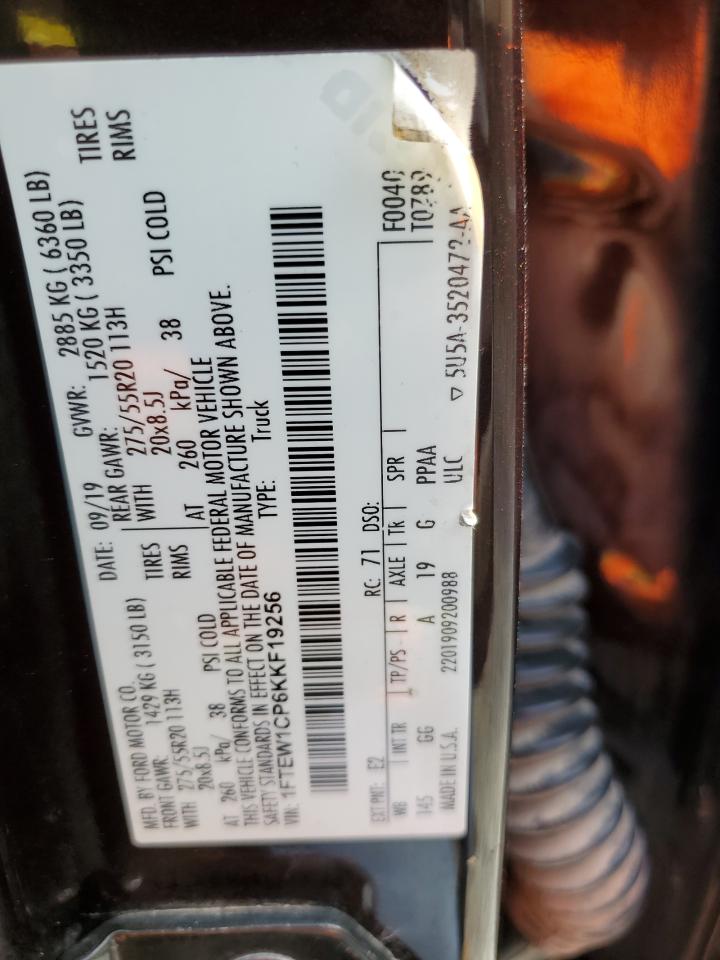 MFD. BY FORD MOTOR CO.
DATE: 09/19 GVWR: 2885 KG ( 6360 LB)
FRONT GAWR: 1429 KG ( 3150 LB) REAR GAWR: 1520 KG ( 3350 LB)
WITH 275/55R20 113H TIRES WITH 275/55R20 113H TIRES
20x8.5J RIMS 20x8.5J RIMS
AT 260 kPa/ 38 PSI COLD AT 260 kPa/ 38 PSI COLD
THIS VEHICLE CONFORMS TO ALL APPLICABLE FEDERAL MOTOR VEHICLE
SAFETY STANDARDS IN EFFECT ON THE DATE OF MANUFACTURE SHOWN ABOVE.
VIN: 1FTEW1CP6KKF19256 TYPE: Truck
EXT PNT: E2 RC: 71 DSO: F0040
WB INT TR TP/PS R AXLE TR SPR T0789
145 GG A 19 G PPAA
MADE IN U.S.A. 2201909200988 ULC 5U5A-3520472-AA